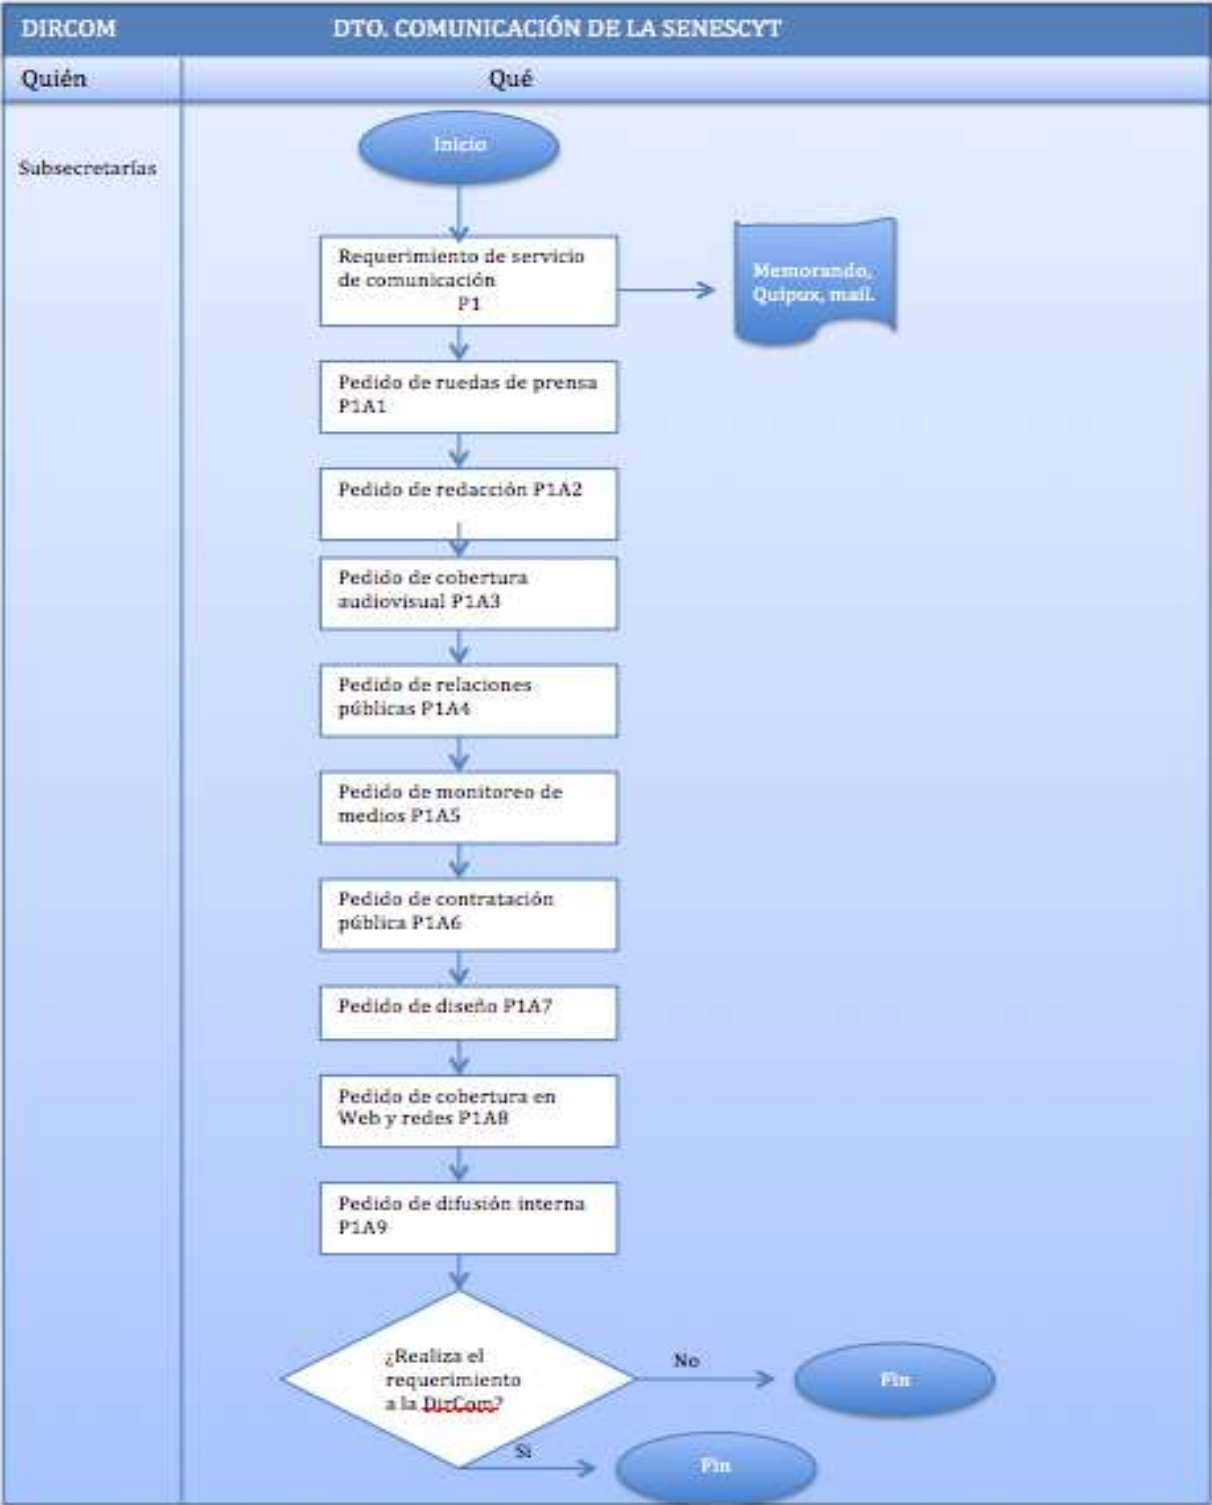 DIRCOM
DTO. COMUNICACIÓN DE LA SENESCYT
Quién
Qué
Subsecretarías
Inicio
Requerimiento de servicio
de comunicación
P1
Memorando,
Quipux, mail.
Pedido de ruedas de prensa
P1A1
Pedido de redacción P1A2
Pedido de cobertura
audiovisual P1A3
Pedido de relaciones
públicas P1A4
Pedido de monitoreo de
medios P1A5
Pedido de contratación
pública P1A6
Pedido de diseño P1A7
Pedido de cobertura en
Web y redes P1A8
Pedido de difusión interna
P1A9
¿Realiza el
requerimiento
a la DirCom?
No
Fin
Si
Fin